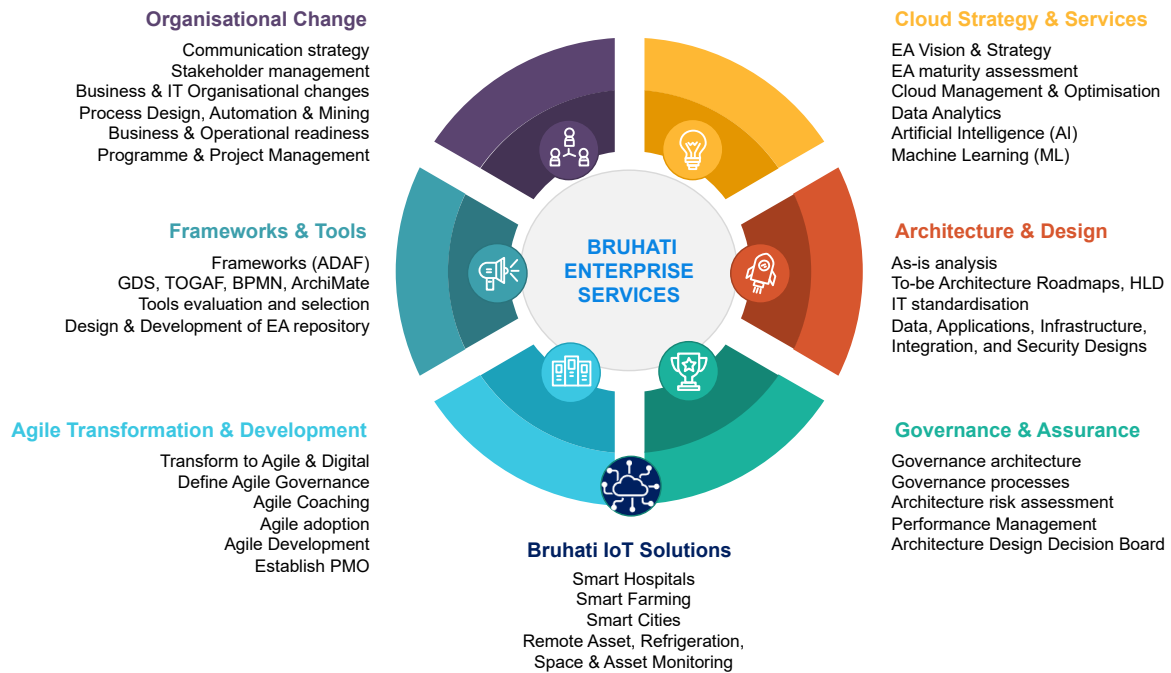 Organisational Change
Communication strategy
Stakeholder management
Business & IT Organisational changes
Process Design, Automation & Mining
Business & Operational readiness
Programme & Project Management
Cloud Strategy & Services
EA Vision & Strategy
EA maturity assessment
Cloud Management & Optimisation
Data Analytics
Artificial Intelligence (AI)
Machine Learning (ML)
Frameworks & Tools
Frameworks (ADAF)
GDS, TOGAF, BPMN, ArchiMate
Tools evaluation and selection
Design & Development of EA repository
BRUHATI
ENTERPRISE
SERVICES
Architecture & Design
As-is analysis
To-be Architecture Roadmaps, HLD
IT standardisation
Data, Applications, Infrastructure,
Integration, and Security Designs
Agile Transformation & Development
Transform to Agile & Digital
Define Agile Governance
Agile Coaching
Agile adoption
Agile Development
Establish PMO
Governance & Assurance
Governance architecture
Governance processes
Architecture risk assessment
Performance Management
Architecture Design Decision Board
Bruhati IoT Solutions
Smart Hospitals
Smart Farming
Smart Cities
Remote Asset, Refrigeration,
Space & Asset Monitoring